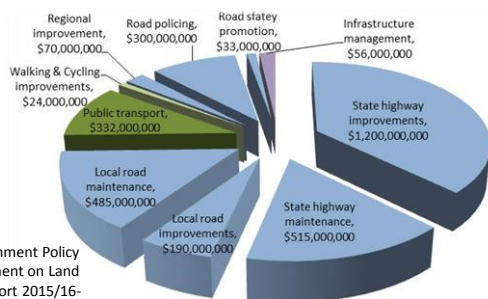 Regional
improvement,
$70,000,000
Road policing,
$300,000,000
Road sfatey
promotion,
$33,000,000
Infrastructure
management,
$56,000,000
Walking & Cycling
improvements,
$24,000,000
Public transport,
$332,000,000
State highway
improvements,
$1,200,000,000
Local road
maintenance,
$485,000,000
Local road
improvements,
$190,000,000
State highway
maintenance,
$515,000,000
Policy
on Land
2015/16-